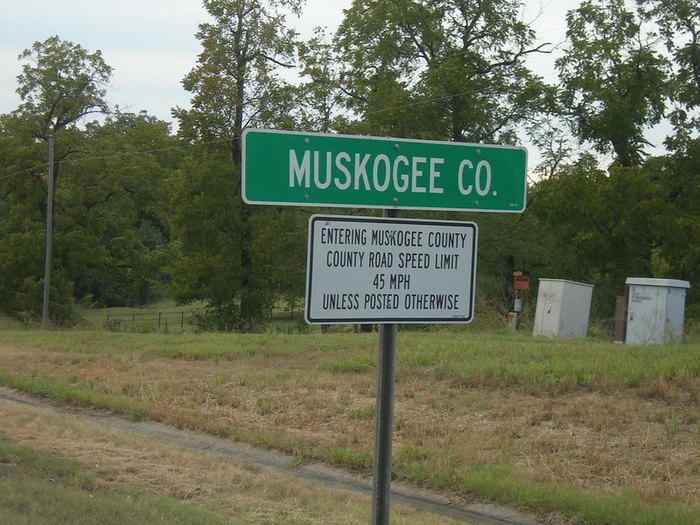 MUSKOGEE CO.
ENTERING MUSKOGEE COUNTY
COUNTY ROAD SPEED LIMIT
45 MPH
UNLESS POSTED OTHERWISE